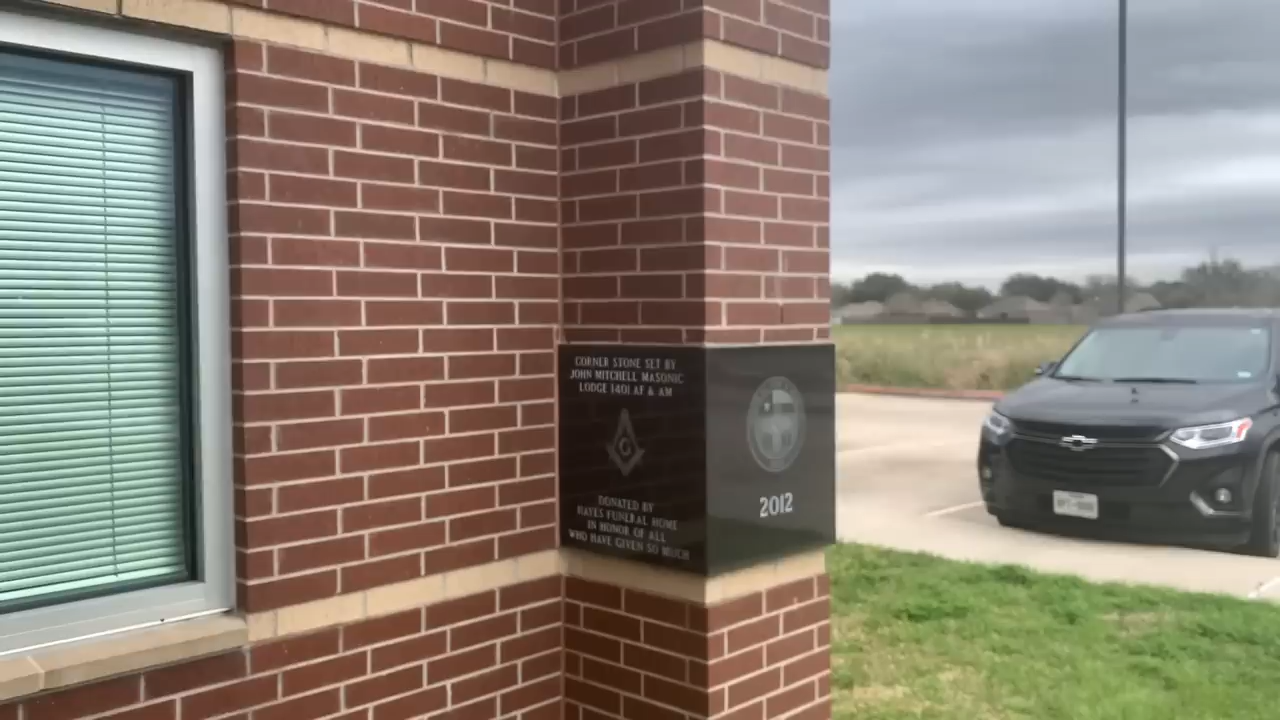 CORNER STONE SET BY
JOHN MITCHELL MASONIC
LODGE 1401 AF & AM
G
DONATED BY
HAYES FUNERAL HOME
IN HONOR OF ALL
WHO HAVE GIVEN SO MUCH
2012